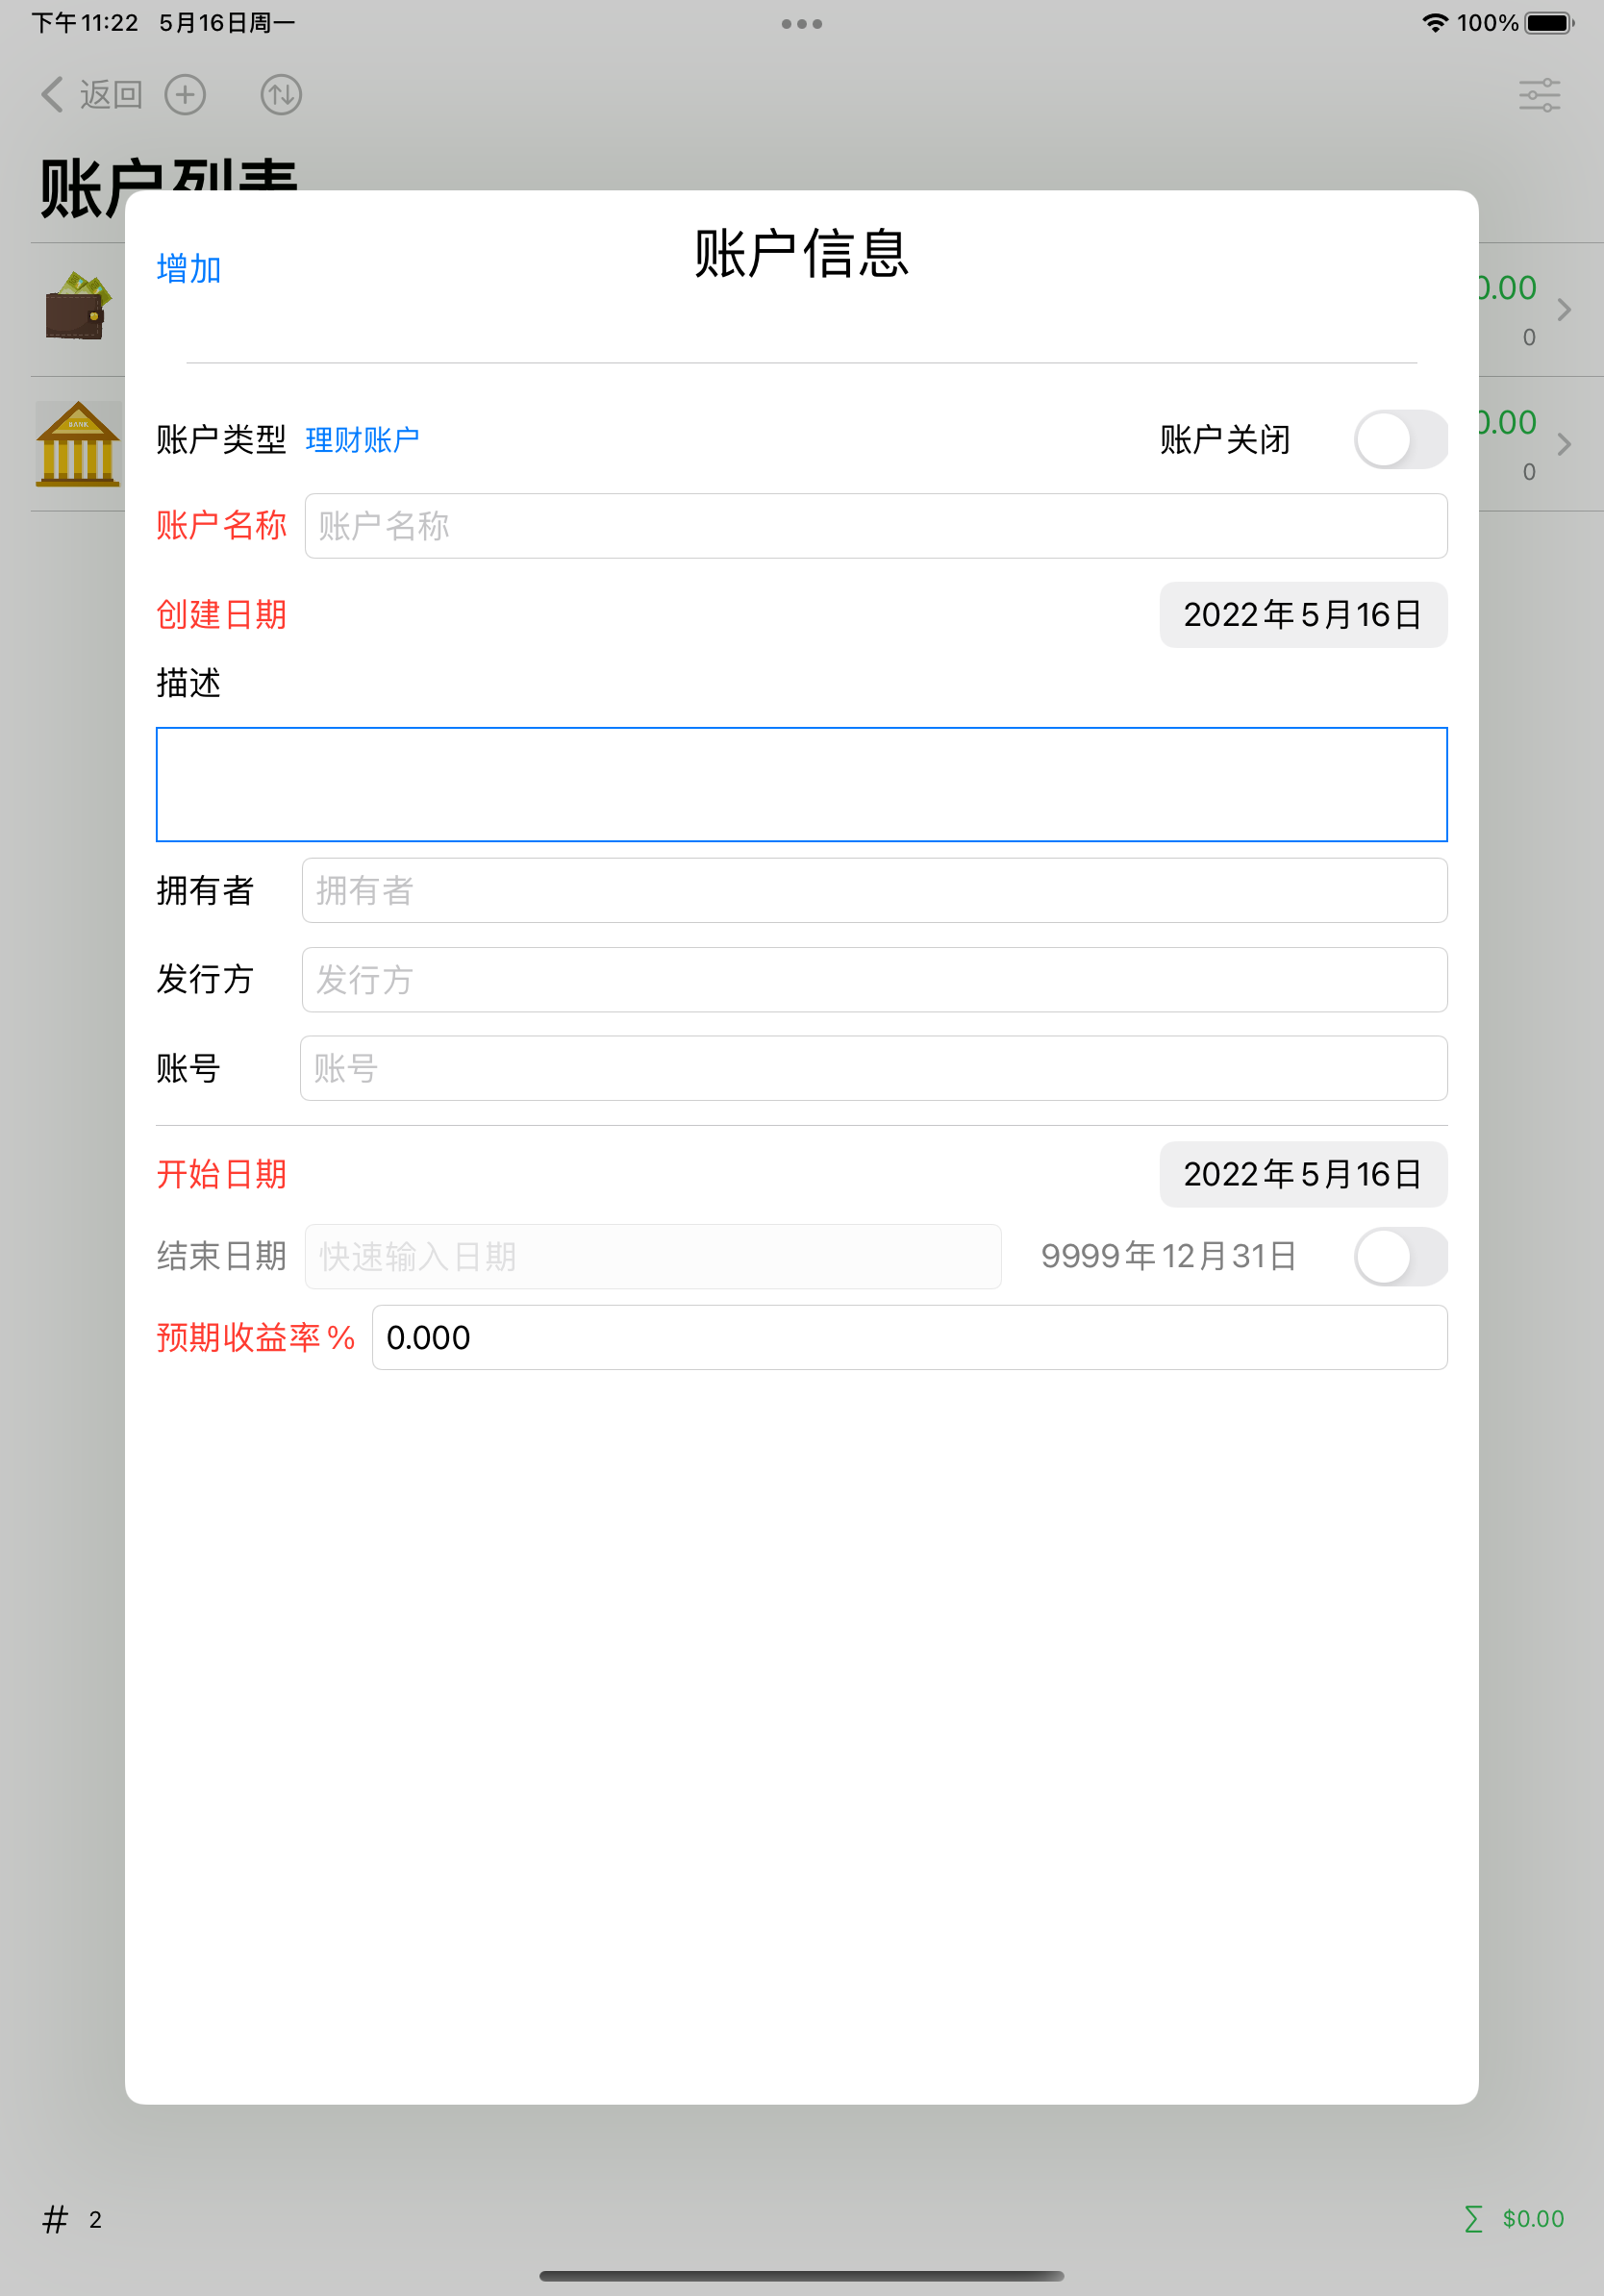 下午11:22 5月16日周一 100%
返回
账户列表
增加 账户信息
0.00
0
BANK
账户类型 理财账户 账户关闭
0.00
0
账户名称 账户名称
创建日期 2022年5月16日
描述
拥有者 拥有者
发行方 发行方
账号 账号
开始日期 2022年5月16日
结束日期 快速输入日期 9999年12月31日
预期收益率% 0.000
# 2 Σ $0.00